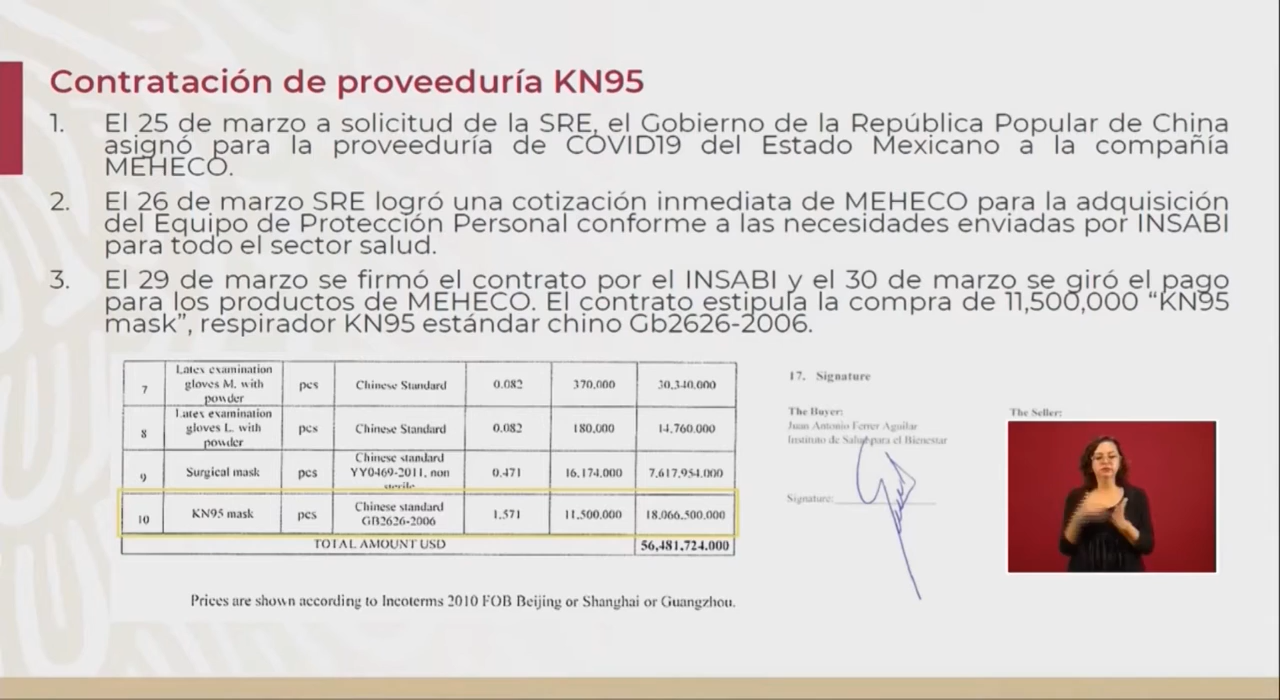 Contratación de proveeduría KN95
1. El 25 de marzo a solicitud de la SRE, el Gobierno de la República Popular de China
asignó para la proveeduría de COVID19 del Estado Mexicano a la compañía
MEHECO.
2. El 26 de marzo SRE logró una cotización inmediata de MEHECO para la adquisición
del Equipo de Protección Personal conforme a las necesidades enviadas por INSABI
para todo el sector salud.
3. El 29 de marzo se firmó el contrato por el INSABI y el 30 de marzo se giró el pago
para los productos de MEHECO. El contrato estipula la compra de 11,500,000 “KN95
mask”, respirador KN95 estándar chino Gb2626-2006.
7 Latex examination gloves M. with powder pcs Chinese Standard 0.082 370,000 30,340.000
8 Latex examination gloves L. with powder pcs Chinese Standard 0.082 180,000 14,760.000
9 Surgical mask pcs Chinese standard YY0469-2011, non sterile 0.471 16,174,000 7,617,954.000
10 KN95 mask pcs Chinese standard GB2626-2006 1.571 11,500,000 18,066,500,000
TOTAL AMOUNT USD 56,481,724.000
Prices are shown according to Incoterms 2010 FOB Beijing or Shanghai or Guangzhou.
17. Signature
The Buyer:
Juan Antonio Ferrer Aguilar
Instituto de Salud para el Bienestar
Signature:
The Seller: